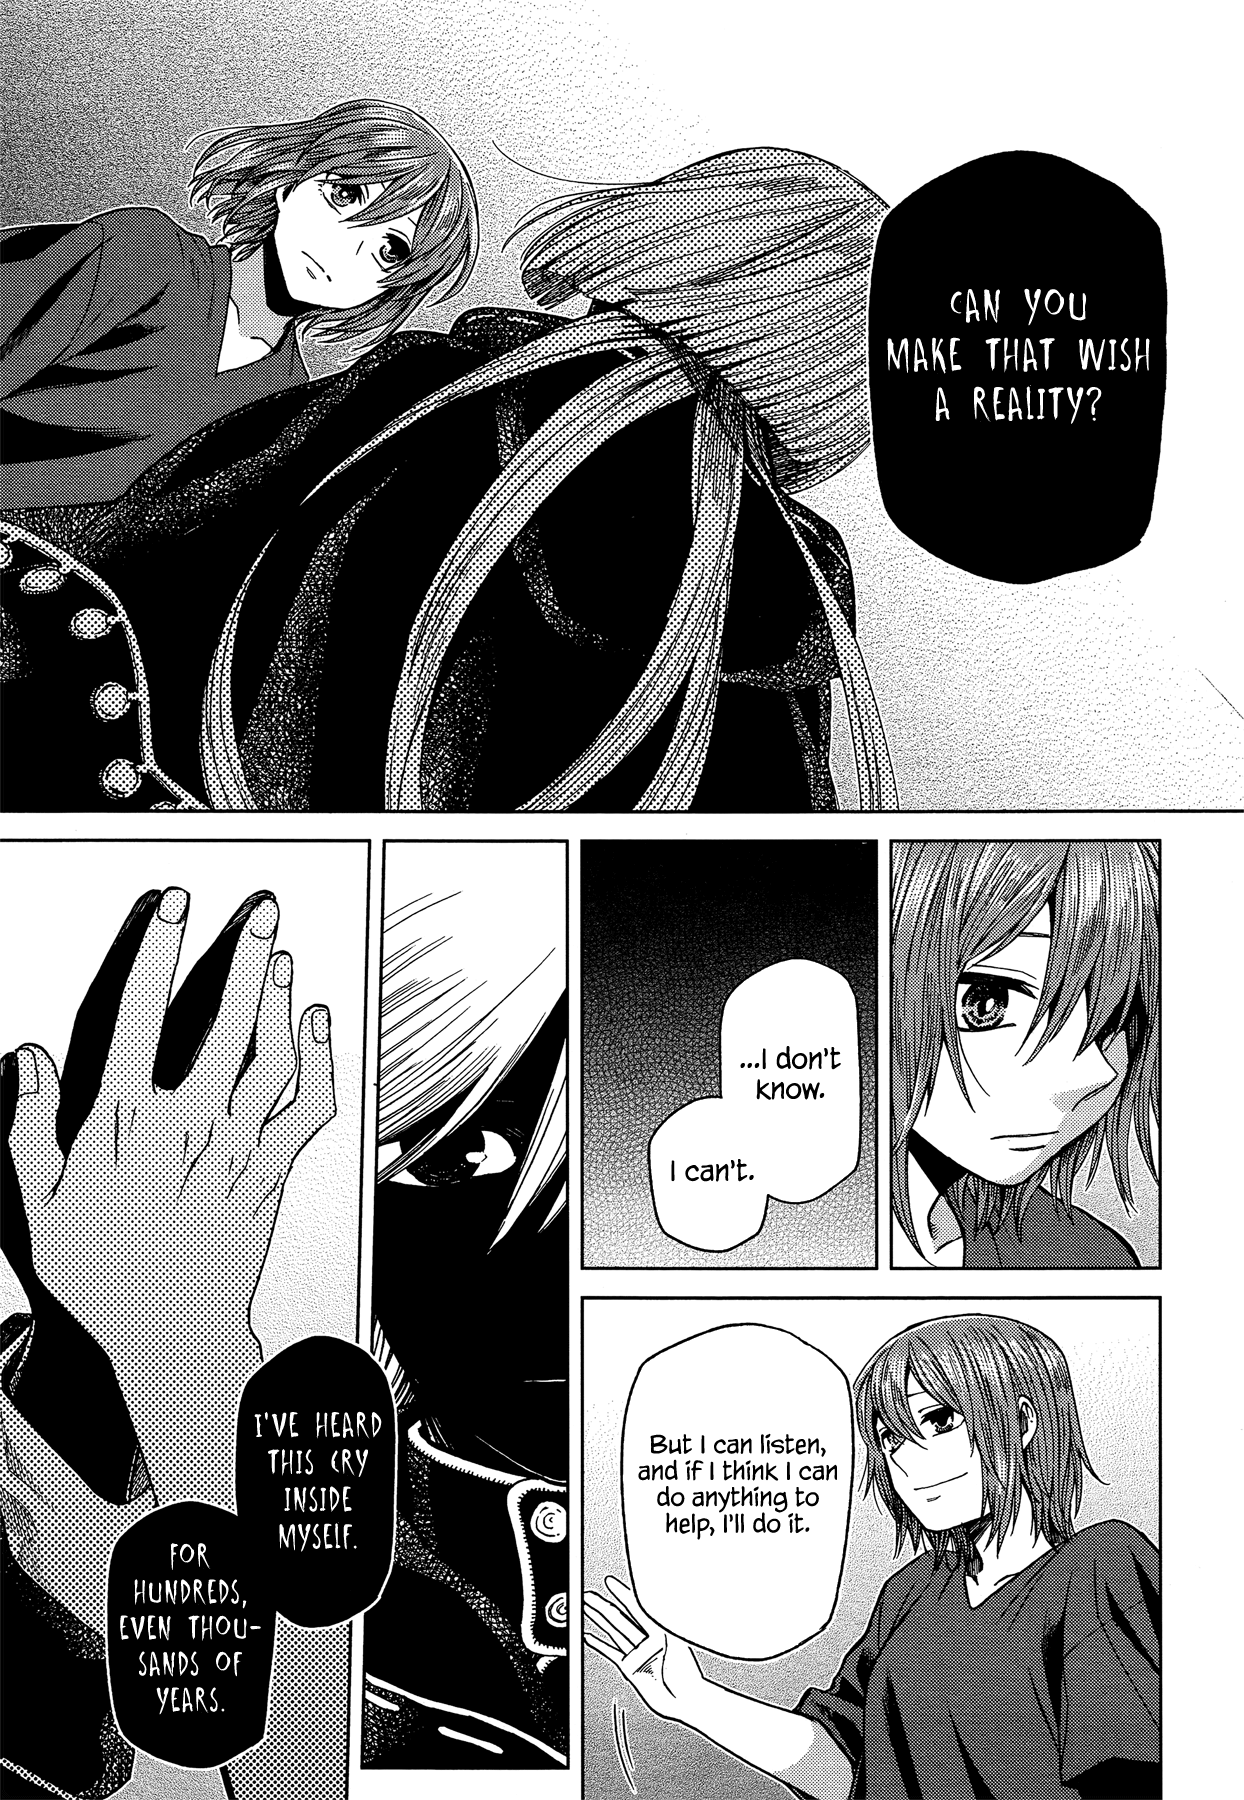 CAN YOU
MAKE THAT WISH
A REALITY?
...I don't
know.
I can't.
But I can listen,
and if I think I can
do anything to
help, I'll do it.
I'VE HEARD
THIS CRY
INSIDE
MYSELF.
FOR
HUNDREDS,
EVEN THOU-
SANDS OF
YEARS.